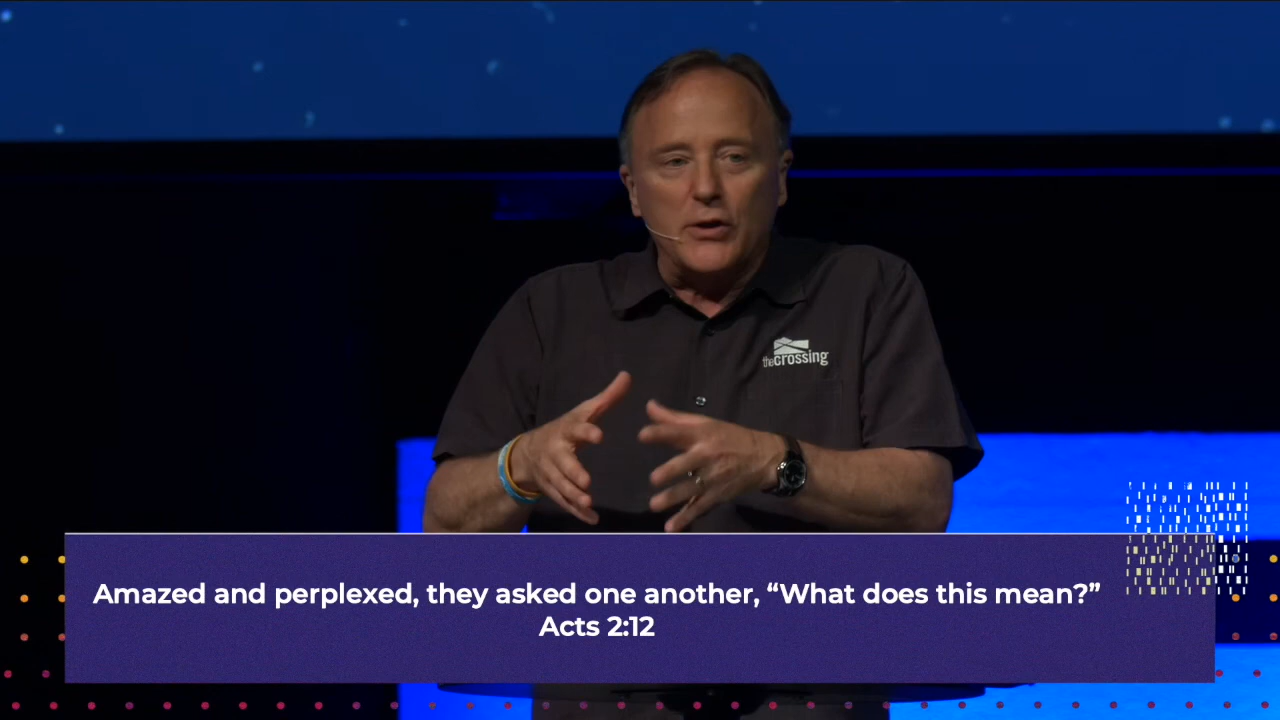 thecrossing
Amazed and perplexed, they asked one another, “What does this mean?”
Acts 2:12